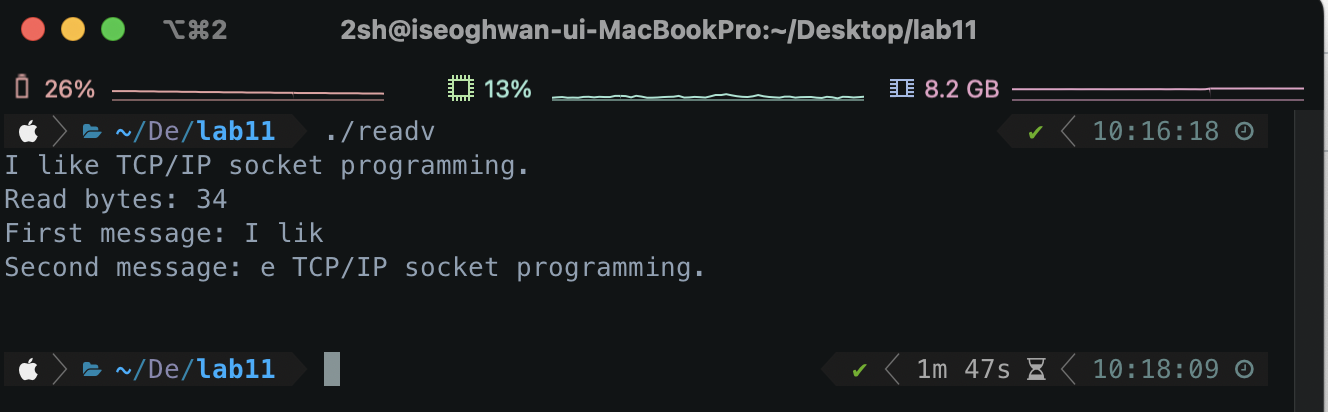 ⌥⌘2 2sh@iseoghwan-ui-MacBookPro:~/Desktop/lab11
26% 13% 8.2 GB
~/De/lab11 ./readv ✔ 10:16:18
I like TCP/IP socket programming.
Read bytes: 34
First message: I lik
Second message: e TCP/IP socket programming.
~/De/lab11 ✔ 1m 47s 10:18:09